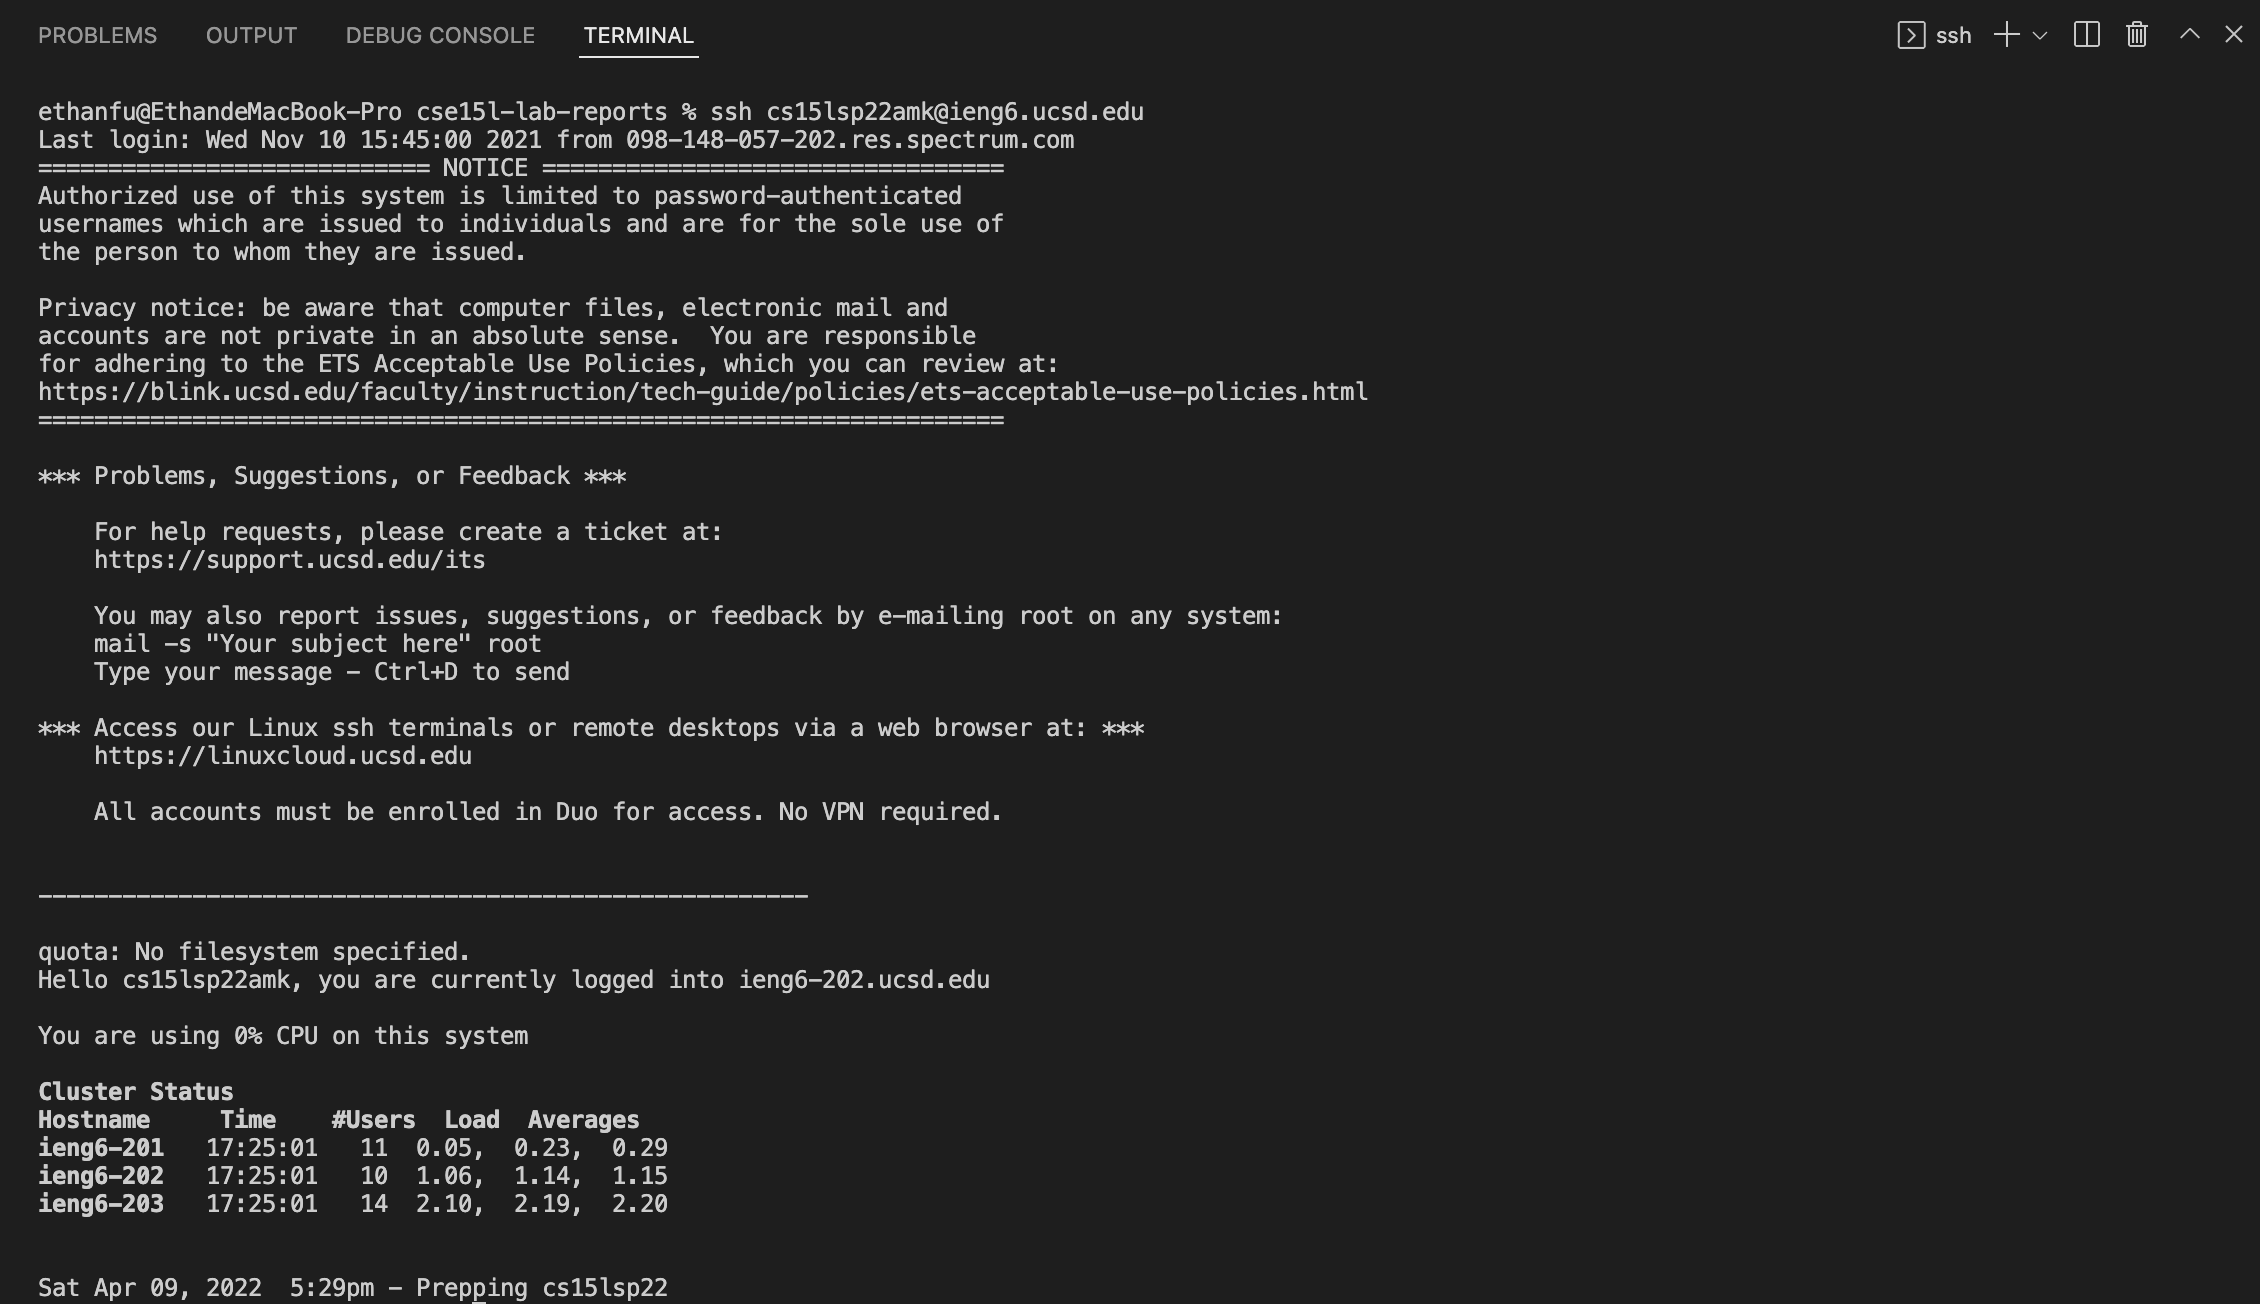 PROBLEMS OUTPUT DEBUG CONSOLE TERMINAL ssh
ethanfu@EthandeMacBook-Pro cse15l-lab-reports % ssh cs15lsp22amk@ieng6.ucsd.edu
Last login: Wed Nov 10 15:45:00 2021 from 098-148-057-202.res.spectrum.com
============================ NOTICE =================================
Authorized use of this system is limited to password-authenticated
usernames which are issued to individuals and are for the sole use of
the person to whom they are issued.
Privacy notice: be aware that computer files, electronic mail and
accounts are not private in an absolute sense.  You are responsible
for adhering to the ETS Acceptable Use Policies, which you can review at:
https://blink.ucsd.edu/faculty/instruction/tech-guide/policies/ets-acceptable-use-policies.html
=====================================================================
*** Problems, Suggestions, or Feedback ***
    For help requests, please create a ticket at:
    https://support.ucsd.edu/its
    You may also report issues, suggestions, or feedback by e-mailing root on any system:
    mail -s "Your subject here" root
    Type your message - Ctrl+D to send
*** Access our Linux ssh terminals or remote desktops via a web browser at: ***
    https://linuxcloud.ucsd.edu
    All accounts must be enrolled in Duo for access. No VPN required.
-------------------------------------------------------
quota: No filesystem specified.
Hello cs15lsp22amk, you are currently logged into ieng6-202.ucsd.edu
You are using 0% CPU on this system
Cluster Status
Hostname     Time    #Users  Load  Averages
ieng6-201   17:25:01   11  0.05,  0.23,  0.29
ieng6-202   17:25:01   10  1.06,  1.14,  1.15
ieng6-203   17:25:01   14  2.10,  2.19,  2.20
Sat Apr 09, 2022  5:29pm - Prepping cs15lsp22